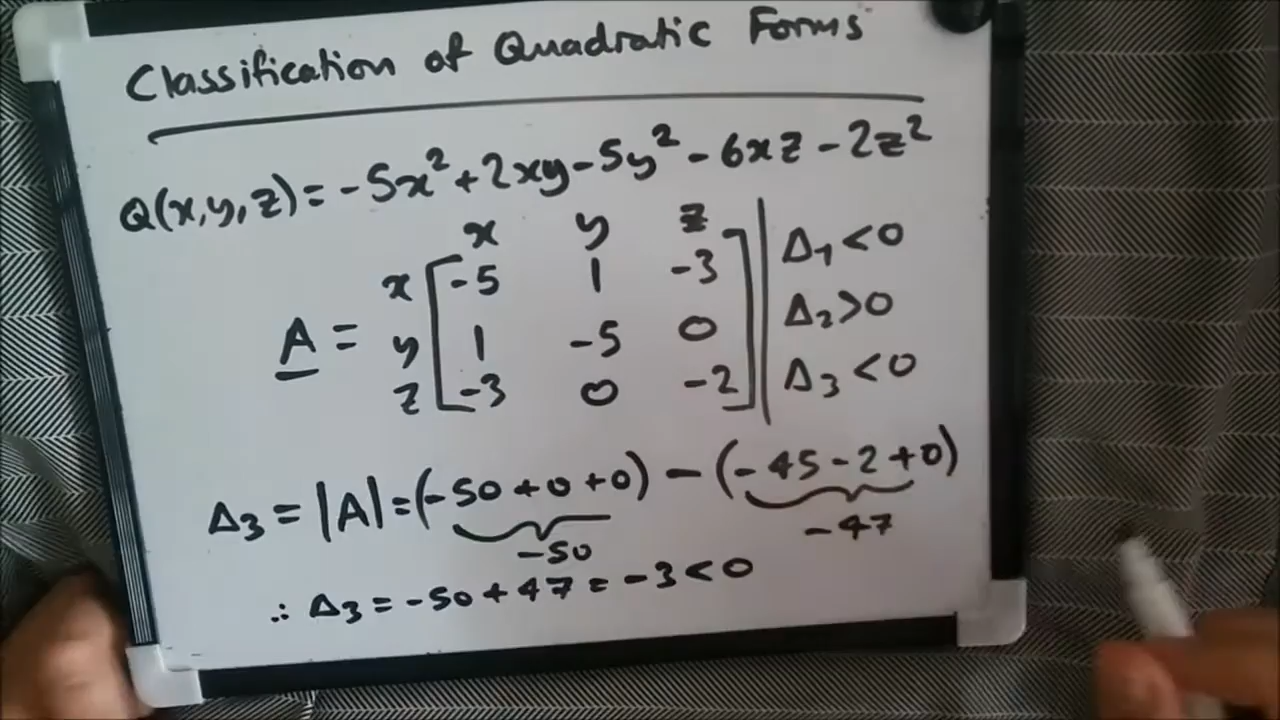 Classification of Quadratic Forms
Q(x,y,z)=-5x²+2xy-5y²-6xz-2z²
x y z
x [-5 1 -3] | Δ₁<0
A = y [1 -5 0] | Δ₂>0
z [-3 0 -2] | Δ₃<0
Δ₃ = |A| = (-50+0+0) - (-45-2+0)
-50 -47
∴ Δ₃ = -50+47 = -3<0